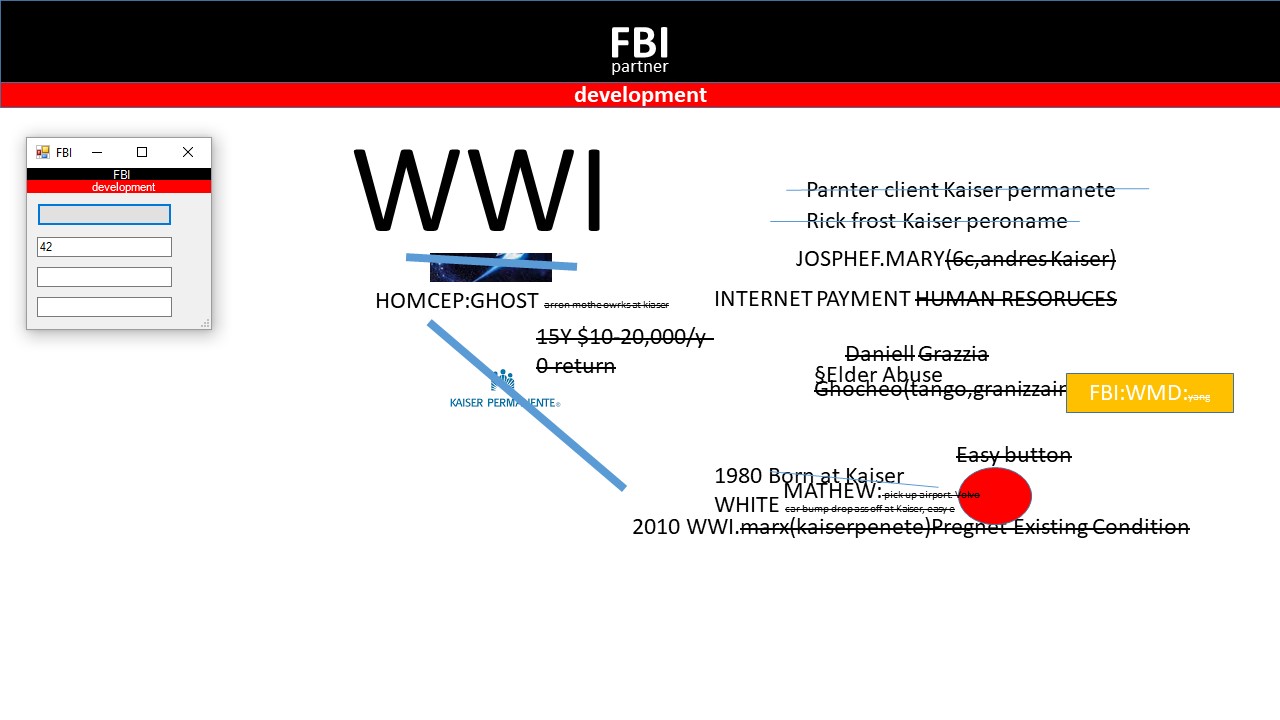 FBI
partner
development
FBI
FBI
development
42
WWI
Parnter client Kaiser permanete
Rick frost Kaiser peroname
JOSPHEF.MARY(6c,andres Kaiser)
HOMCEP:GHOST arron mothe owrks at kiaser
INTERNET PAYMENT HUMAN RESORUCES
15Y $10-20,000/y
0 return
Daniell Grazzia
§Elder Abuse
Ghocheo(tango,granizzair
FBI:WMD:yang
KAISER PERMANENTE®
Easy button
1980 Born at Kaiser
WHITE
MATHEW: pick up airport. Volvo
car bump drop ass off at Kaiser, easy e
2010 WWI.marx(kaiserpenete)Pregnet Existing Condition